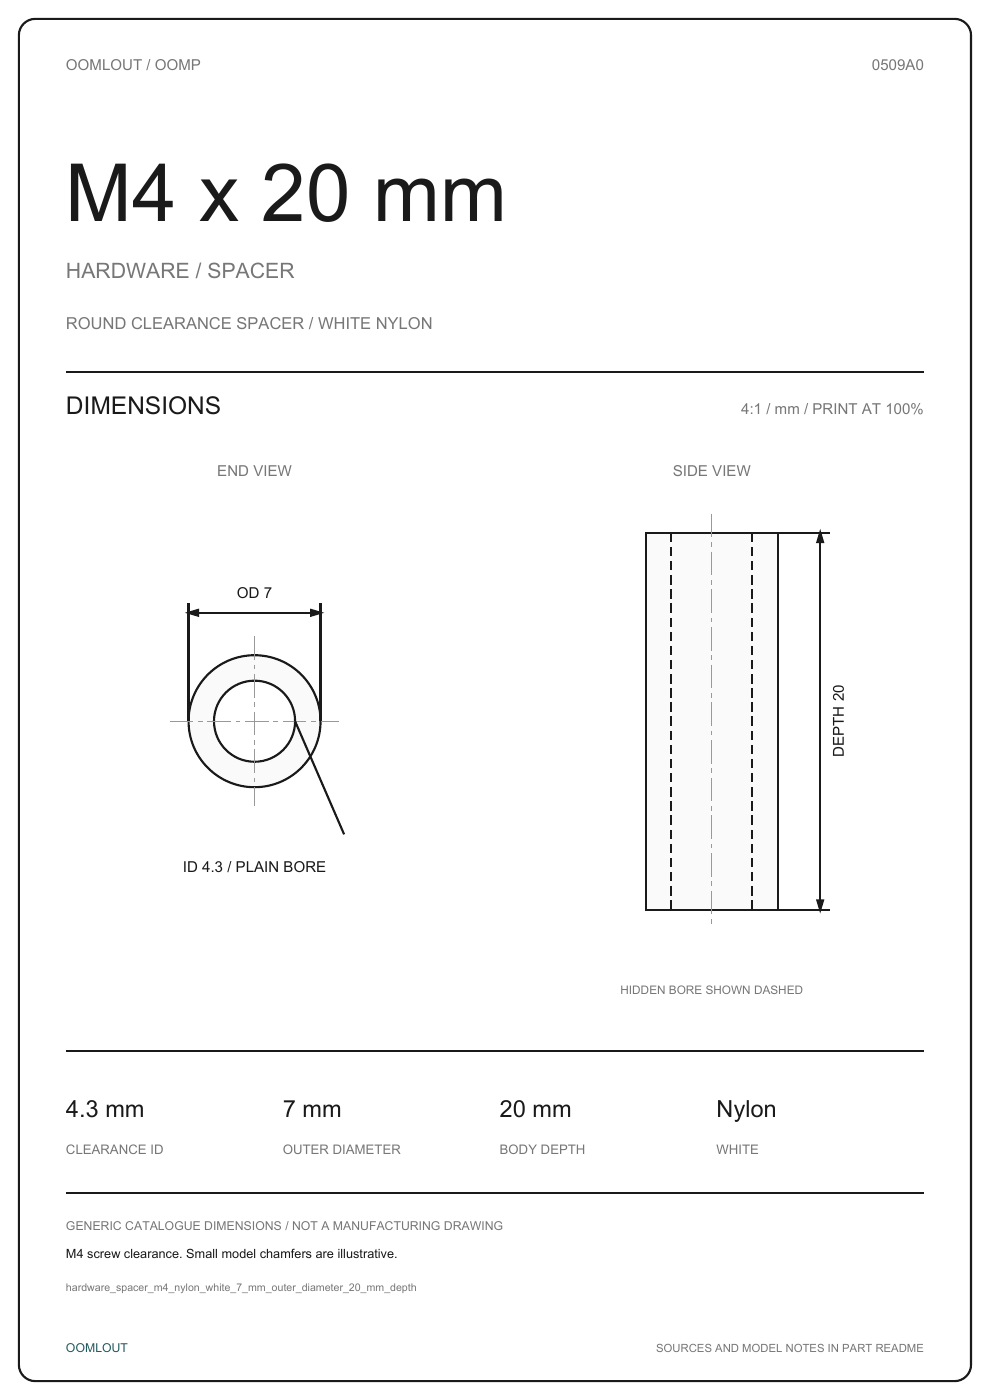 OOMLOUT / OOMP
0509A0
M4 x 20 mm
HARDWARE / SPACER
ROUND CLEARANCE SPACER / WHITE NYLON
DIMENSIONS
4:1 / mm / PRINT AT 100%
END VIEW
SIDE VIEW
OD 7
DEPTH 20
ID 4.3 / PLAIN BORE
HIDDEN BORE SHOWN DASHED
4.3 mm
7 mm
20 mm
Nylon
CLEARANCE ID
OUTER DIAMETER
BODY DEPTH
WHITE
GENERIC CATALOGUE DIMENSIONS / NOT A MANUFACTURING DRAWING
M4 screw clearance. Small model chamfers are illustrative.
hardware_spacer_m4_nylon_white_7_mm_outer_diameter_20_mm_depth
OOMLOUT
SOURCES AND MODEL NOTES IN PART README